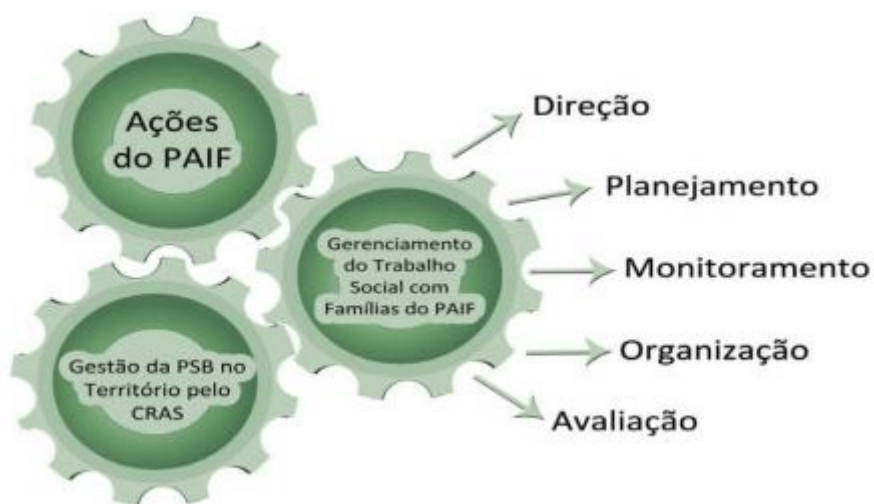 Ações
do PAIF
Gerenciamento
do Trabalho
Social com
Famílias do PAIF
Gestão da PSB no
Território pelo
CRAS
Direção
Planejamento
Monitoramento
Organização
Avaliação